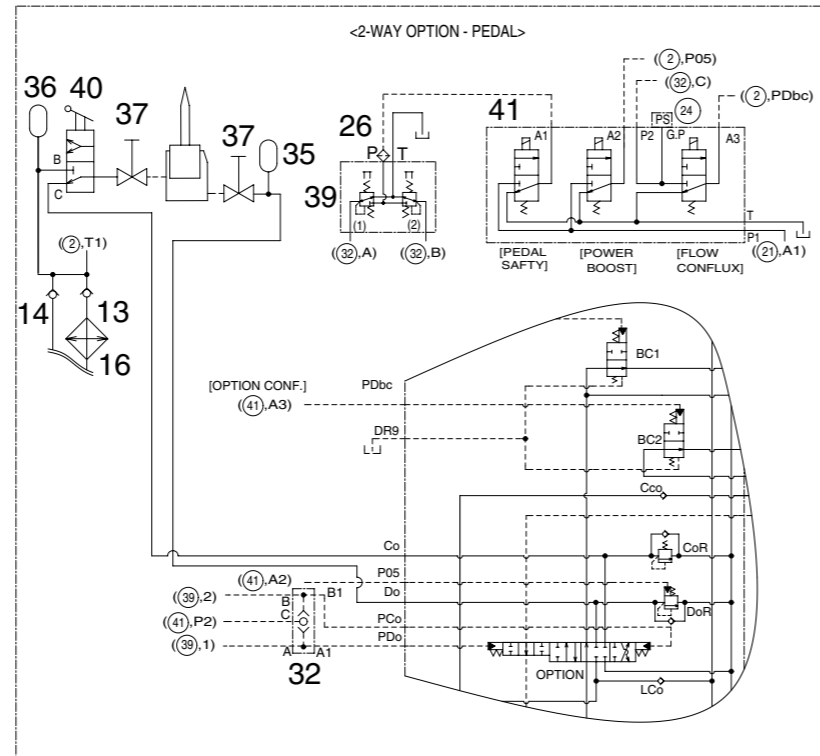 <2-WAY OPTION - PEDAL>
36
40
37
37
35
B
C
((2),T1)
14
13
16
26
P
T
39
(1)
(2)
((32),A)
((32),B)
41
((2),P05)
((32),C)
PS
(24)
((2),PDbc)
A1
A2
P2
G.P
A3
T
P1
((21),A1)
[PEDAL
SAFTY]
[POWER
BOOST]
[FLOW
CONFLUX]
BC1
[OPTION CONF.]
PDbc
((41),A3)
DR9
BC2
Cco
Co
CoR
((41),A2)
P05
((39),2)
B
B1
Do
DoR
((41),P2)
C
PCo
((39),1)
A
A1
PDo
32
OPTION
LCo